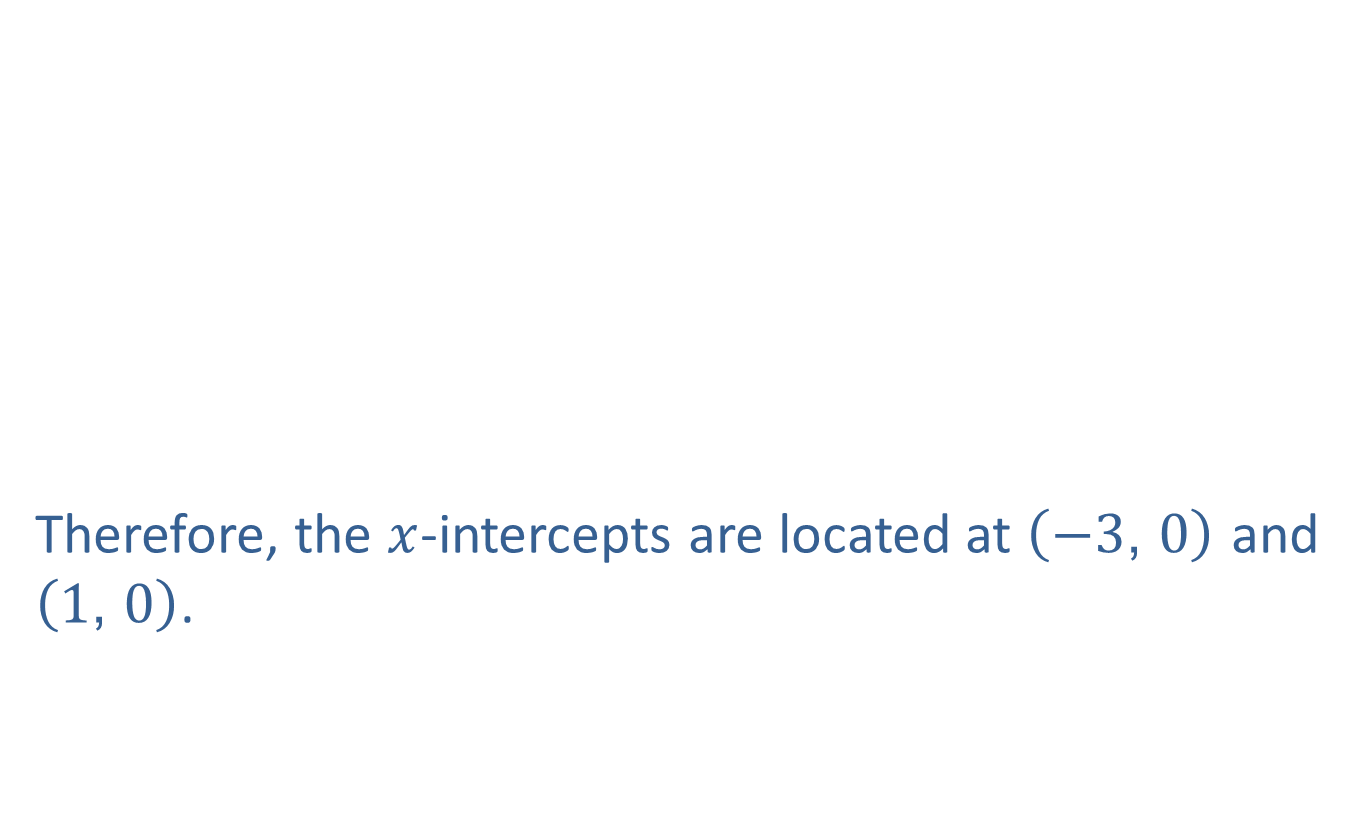 Therefore, the x-intercepts are located at (−3, 0) and
(1, 0).